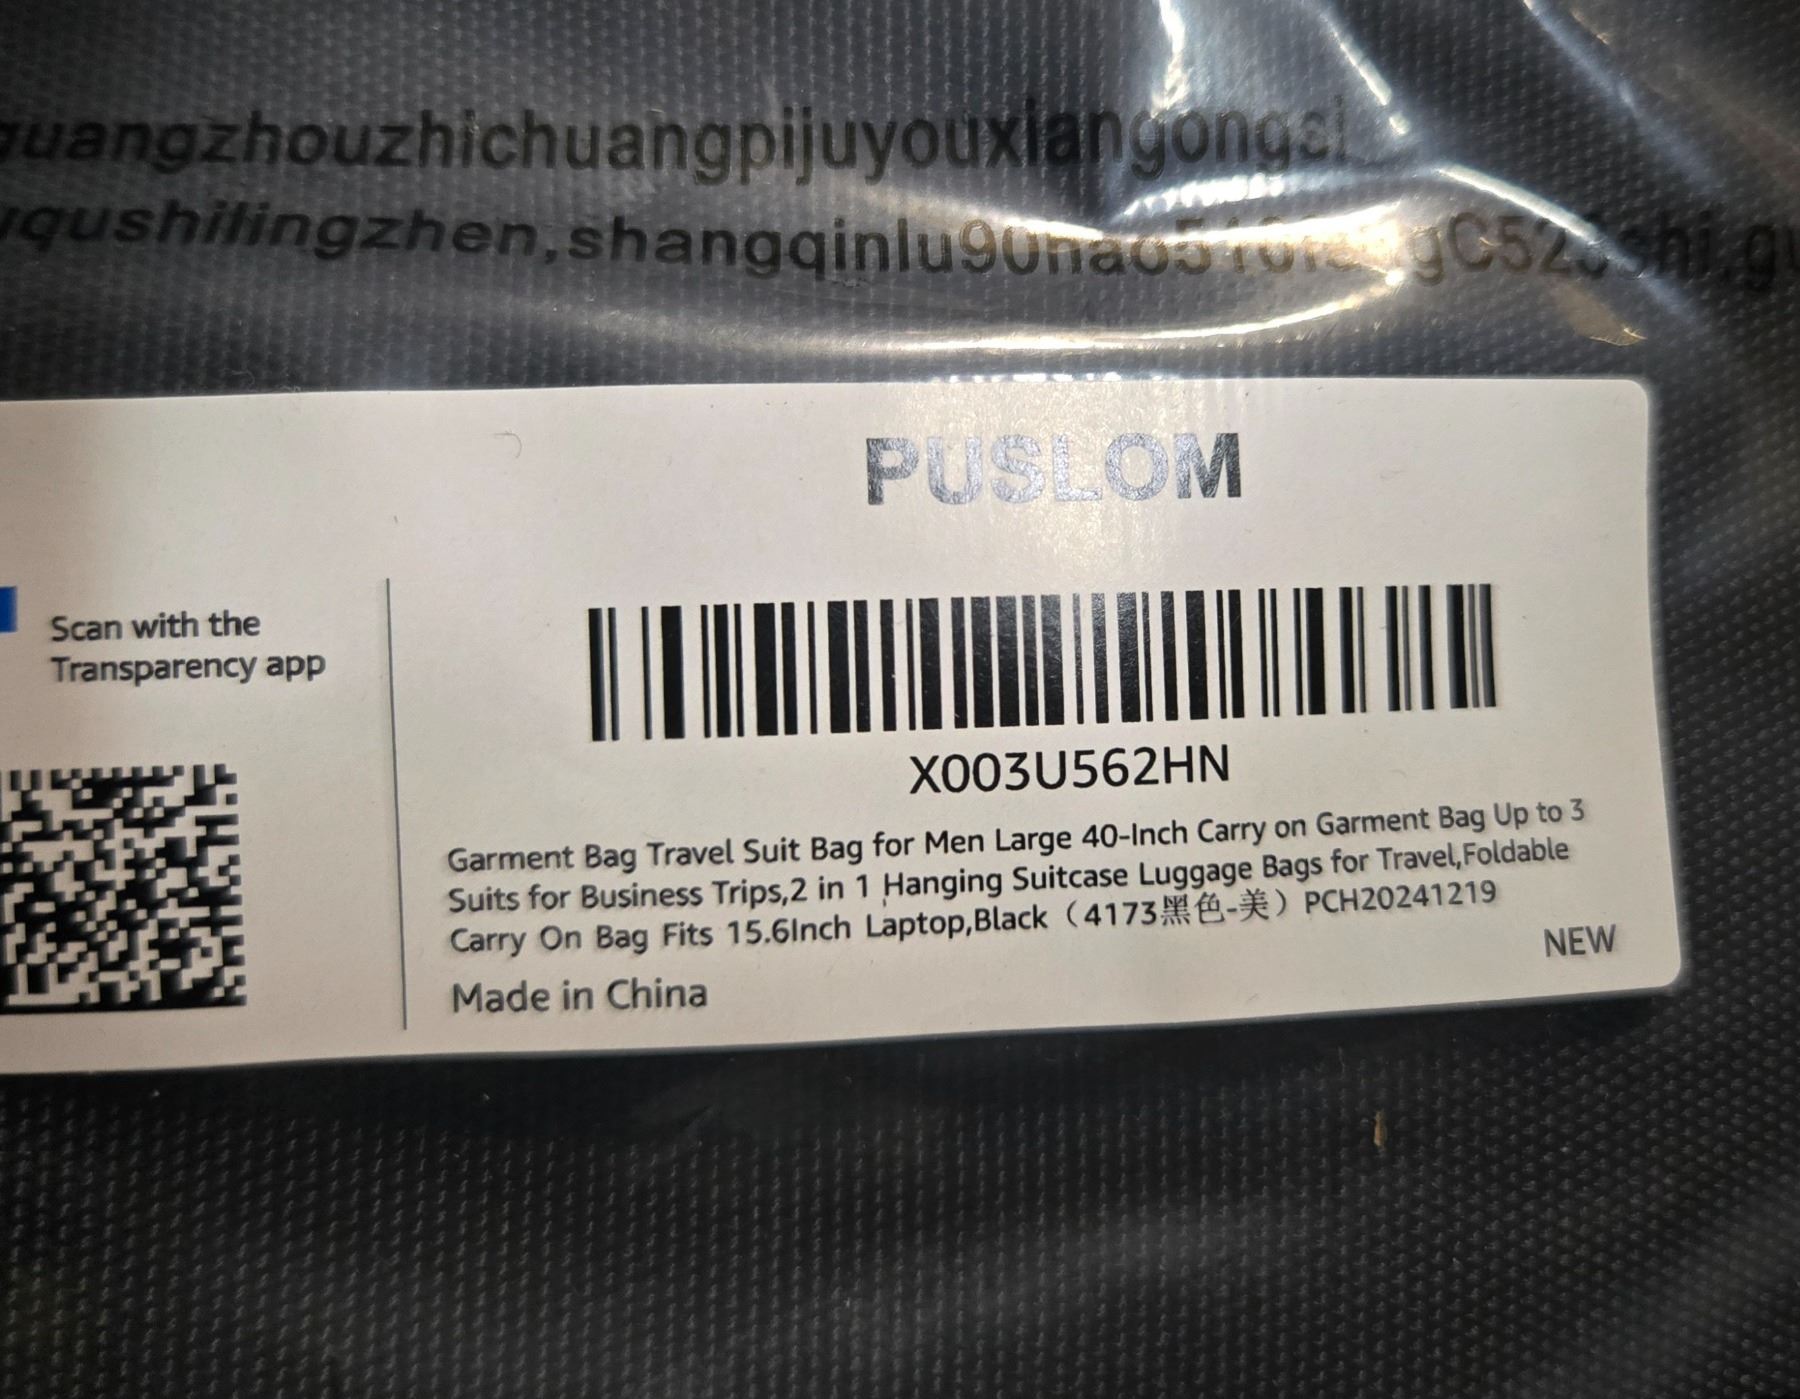 guangzhouzhichuangpijuyouxiangongsi
qushilingzhen,shangqinlu90hao510
PUSLOM
Scan with the
Transparency app
X003U562HN
Garment Bag Travel Suit Bag for Men Large 40-Inch Carry on Garment Bag Up to 3
Suits for Business Trips,2 in 1 Hanging Suitcase Luggage Bags for Travel,Foldable
Carry On Bag Fits 15.6Inch Laptop,Black（4173黑色-美）PCH20241219
NEW
Made in China